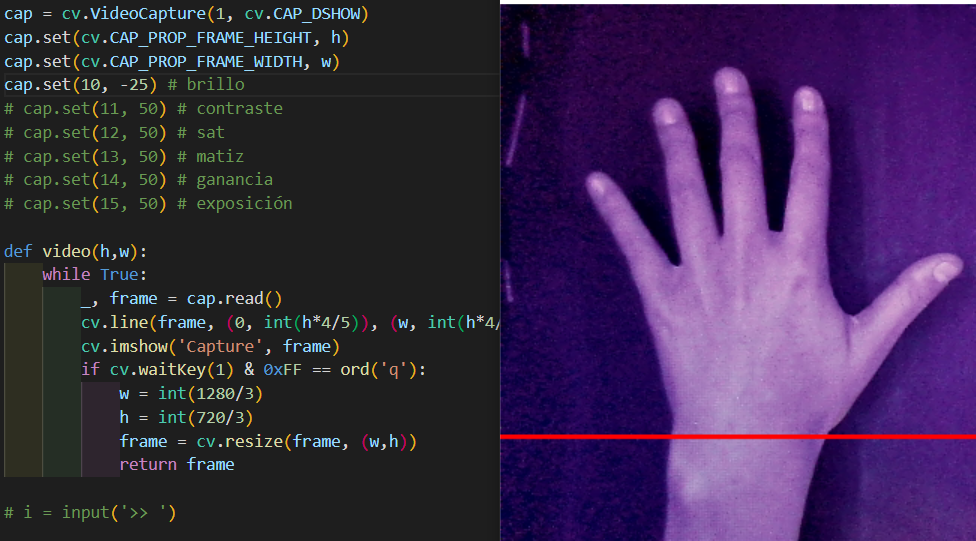 cap = cv.VideoCapture(1, cv.CAP_DSHOW)
cap.set(cv.CAP_PROP_FRAME_HEIGHT, h)
cap.set(cv.CAP_PROP_FRAME_WIDTH, w)
cap.set(10, -25) # brillo
# cap.set(11, 50) # contraste
# cap.set(12, 50) # sat
# cap.set(13, 50) # matiz
# cap.set(14, 50) # ganancia
# cap.set(15, 50) # exposición
def video(h,w):
while True:
_, frame = cap.read()
cv.line(frame, (0, int(h*4/5)), (w, int(h*4/
cv.imshow('Capture', frame)
if cv.waitKey(1) & 0xFF == ord('q'):
w = int(1280/3)
h = int(720/3)
frame = cv.resize(frame, (w,h))
return frame
# i = input('>> ')